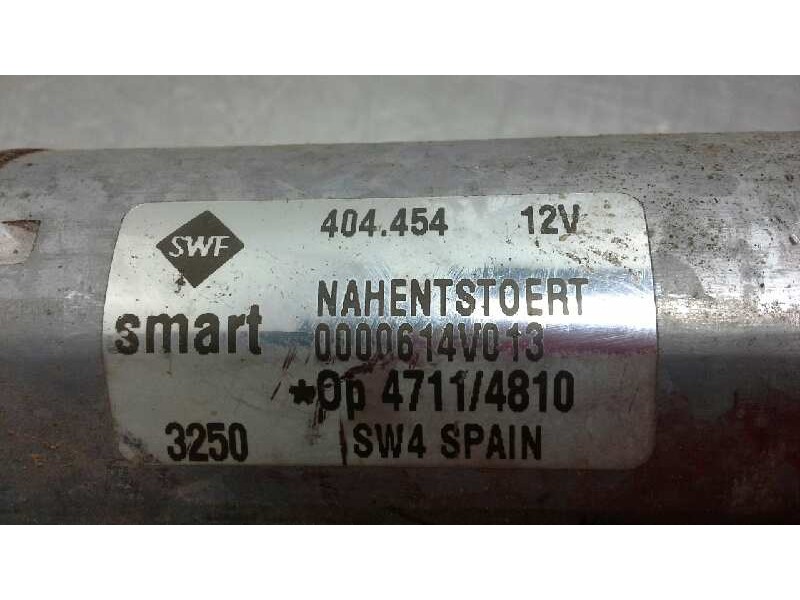 SWF 404.454 12V
NAHENTSTOERT
smart 0000614V013
*Op 4711/4810
3250 SW4 SPAIN